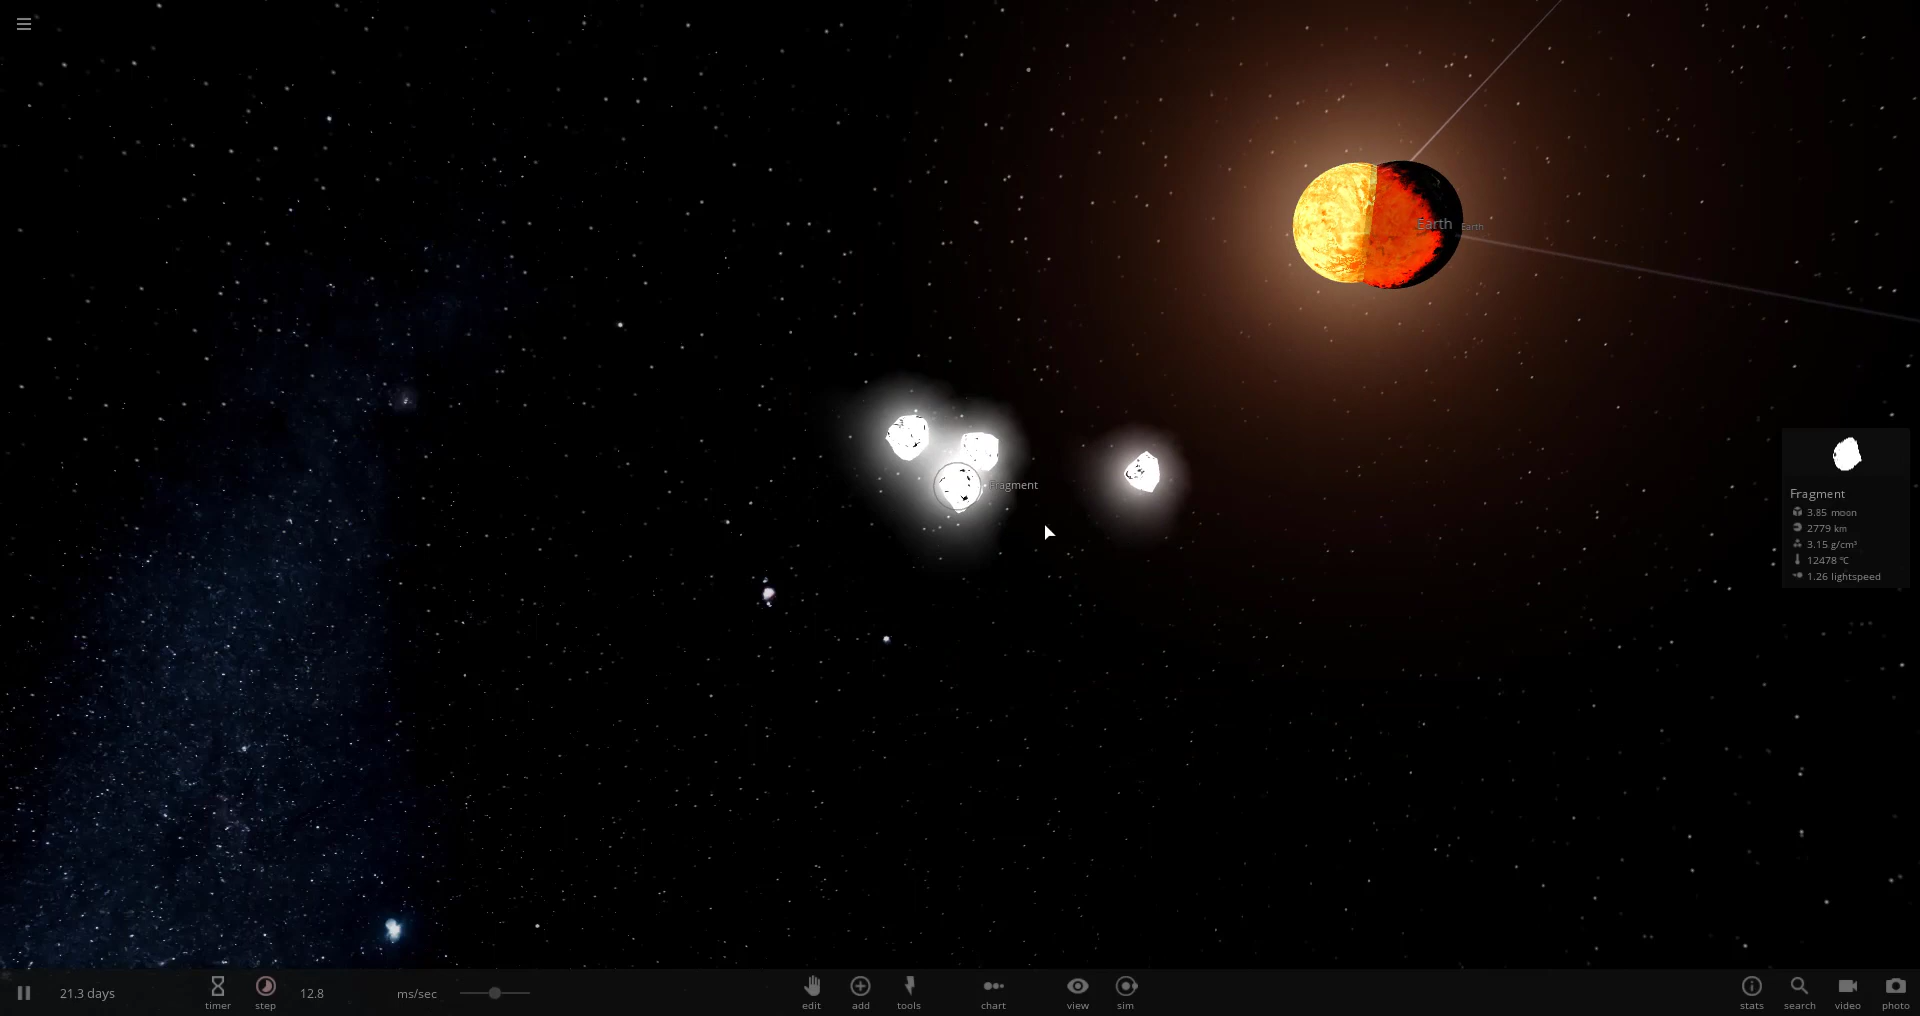 Earth Earth
Fragment
Fragment
3.85 moon
2779 km
3.15 g/cm³
12478 °C
1.26 lightspeed
21.3 days
timer
step
12.8 ms/sec
edit
add
tools
chart
view
sim
stats
search
video
photo